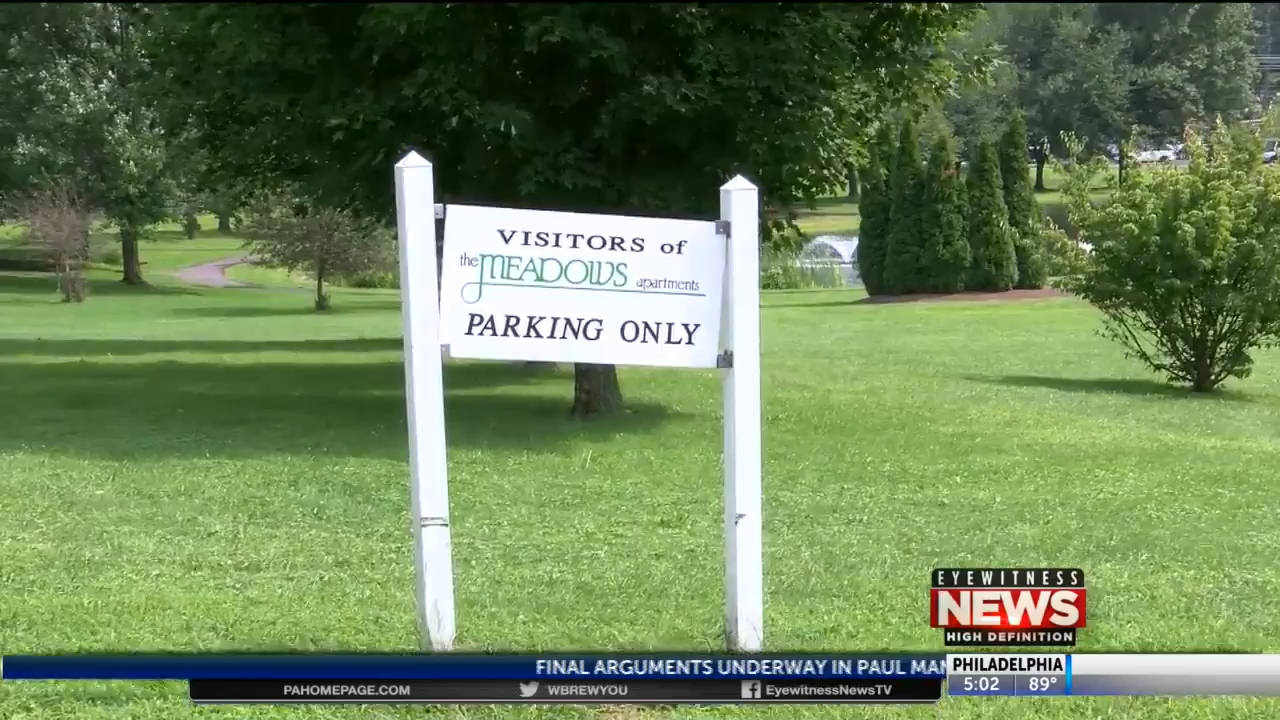 VISITORS of
the MEADOWS apartments
PARKING ONLY
EYEWITNESS
NEWS
HIGH DEFINITION
FINAL ARGUMENTS UNDERWAY IN PAUL MAN
PHILADELPHIA
5:02 89°
PAHOMEPAGE.COM WBREWYOU EyewitnessNewsTV